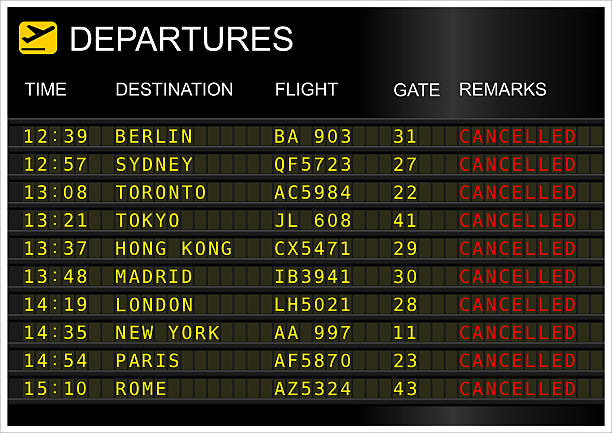 DEPARTURES
TIME DESTINATION FLIGHT GATE REMARKS
12:39 BERLIN BA 903 31 CANCELLED
12:57 SYDNEY QF5723 27 CANCELLED
13:08 TORONTO AC5984 22 CANCELLED
13:21 TOKYO JL 608 41 CANCELLED
13:37 HONG KONG CX5471 29 CANCELLED
13:48 MADRID IB3941 30 CANCELLED
14:19 LONDON LH5021 28 CANCELLED
14:35 NEW YORK AA 997 11 CANCELLED
14:54 PARIS AF5870 23 CANCELLED
15:10 ROME AZ5324 43 CANCELLED